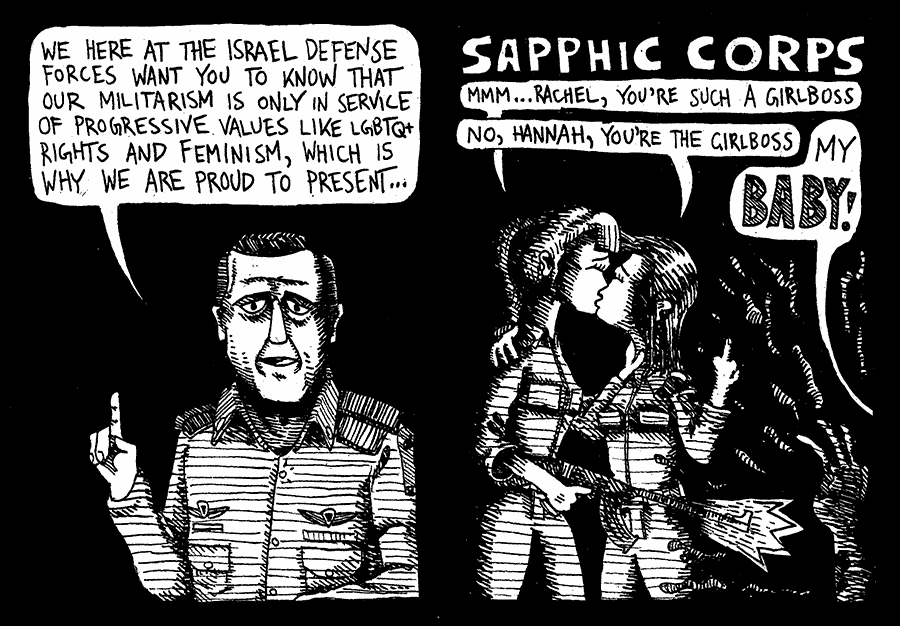 WE HERE AT THE ISRAEL DEFENSE
FORCES WANT YOU TO KNOW THAT
OUR MILITARISM IS ONLY IN SERVICE
OF PROGRESSIVE VALUES LIKE LGBTQ+
RIGHTS AND FEMINISM, WHICH IS
WHY WE ARE PROUD TO PRESENT...
SAPPHIC CORPS
MMM...RACHEL, YOU'RE SUCH A GIRLBOSS
NO, HANNAH, YOU'RE THE GIRLBOSS
MY
BABY!